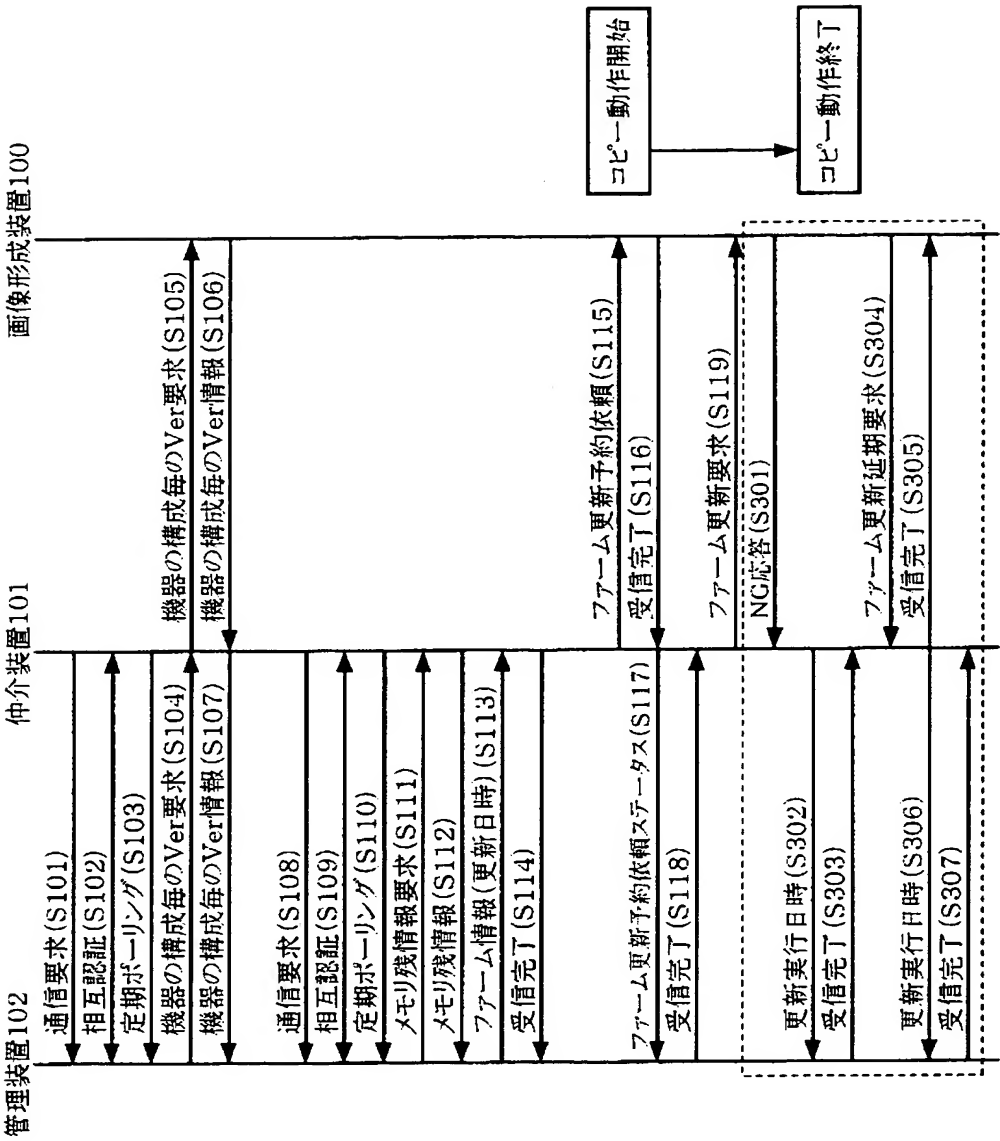 管理装置102
仲介装置101
画像形成装置100
通信要求(S101)
相互認証(S102)
定期ポーリング(S103)
機器の構成毎のVer要求(S104)
機器の構成毎のVer要求(S105)
機器の構成毎のVer情報(S106)
機器の構成毎のVer情報(S107)
通信要求(S108)
相互認証(S109)
定期ポーリング(S110)
メモリ残情報要求(S111)
メモリ残情報(S112)
ファーム情報(更新日時)(S113)
受信完了(S114)
ファーム更新予約依頼(S115)
受信完了(S116)
ファーム更新予約依頼ステータス(S117)
受信完了(S118)
ファーム更新要求(S119)
NG応答(S301)
更新実行日時(S302)
受信完了(S303)
ファーム更新延期要求(S304)
受信完了(S305)
更新実行日時(S306)
受信完了(S307)
コピー動作開始
コピー動作終了